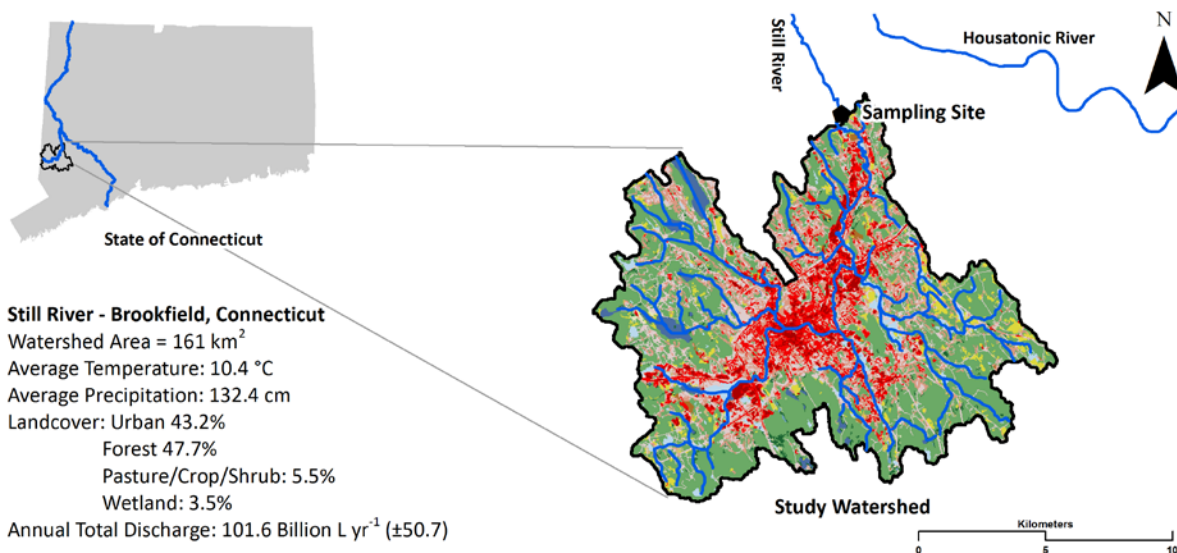 Still River
Housatonic River
N
Sampling Site
State of Connecticut
Still River - Brookfield, Connecticut
Watershed Area = 161 km²
Average Temperature: 10.4 °C
Average Precipitation: 132.4 cm
Landcover: Urban 43.2%
Forest 47.7%
Pasture/Crop/Shrub: 5.5%
Wetland: 3.5%
Annual Total Discharge: 101.6 Billion L yr⁻¹ (±50.7)
Study Watershed
Kilometers
0 5 10